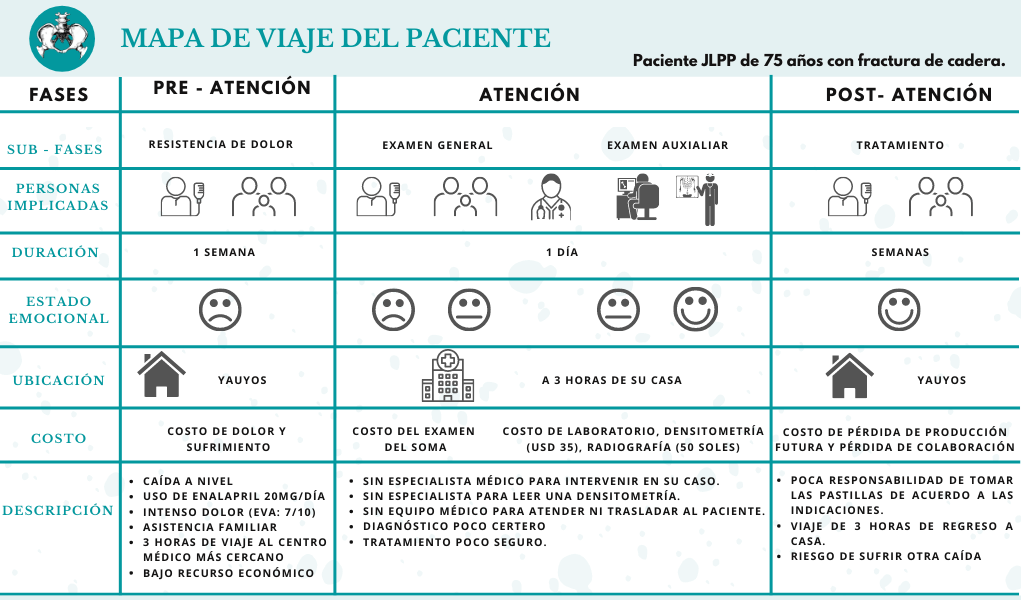 MAPA DE VIAJE DEL PACIENTE
Paciente JLPP de 75 años con fractura de cadera.
FASES
PRE - ATENCIÓN
ATENCIÓN
POST- ATENCIÓN
SUB - FASES
RESISTENCIA DE DOLOR
EXAMEN GENERAL
EXAMEN AUXIALIAR
TRATAMIENTO
PERSONAS
IMPLICADAS
DURACIÓN
1 SEMANA
1 DÍA
SEMANAS
ESTADO
EMOCIONAL
UBICACIÓN
YAUYOS
A 3 HORAS DE SU CASA
YAUYOS
COSTO
COSTO DE DOLOR Y
SUFRIMIENTO
COSTO DEL EXAMEN
DEL SOMA
COSTO DE LABORATORIO, DENSITOMETRÍA
(USD 35), RADIOGRAFÍA (50 SOLES)
COSTO DE PÉRDIDA DE PRODUCCIÓN
FUTURA Y PÉRDIDA DE COLABORACIÓN
DESCRIPCIÓN
• CAÍDA A NIVEL
• USO DE ENALAPRIL 20MG/DÍA
• INTENSO DOLOR (EVA: 7/10)
• ASISTENCIA FAMILIAR
• 3 HORAS DE VIAJE AL CENTRO
MÉDICO MÁS CERCANO
• BAJO RECURSO ECONÓMICO
• SIN ESPECIALISTA MÉDICO PARA INTERVENIR EN SU CASO.
• SIN ESPECIALISTA PARA LEER UNA DENSITOMETRÍA.
• SIN EQUIPO MÉDICO PARA ATENDER NI TRASLADAR AL PACIENTE.
• DIAGNÓSTICO POCO CERTERO
• TRATAMIENTO POCO SEGURO.
• POCA RESPONSABILIDAD DE TOMAR
LAS PASTILLAS DE ACUERDO A LAS
INDICACIONES.
• VIAJE DE 3 HORAS DE REGRESO A
CASA.
• RIESGO DE SUFRIR OTRA CAÍDA